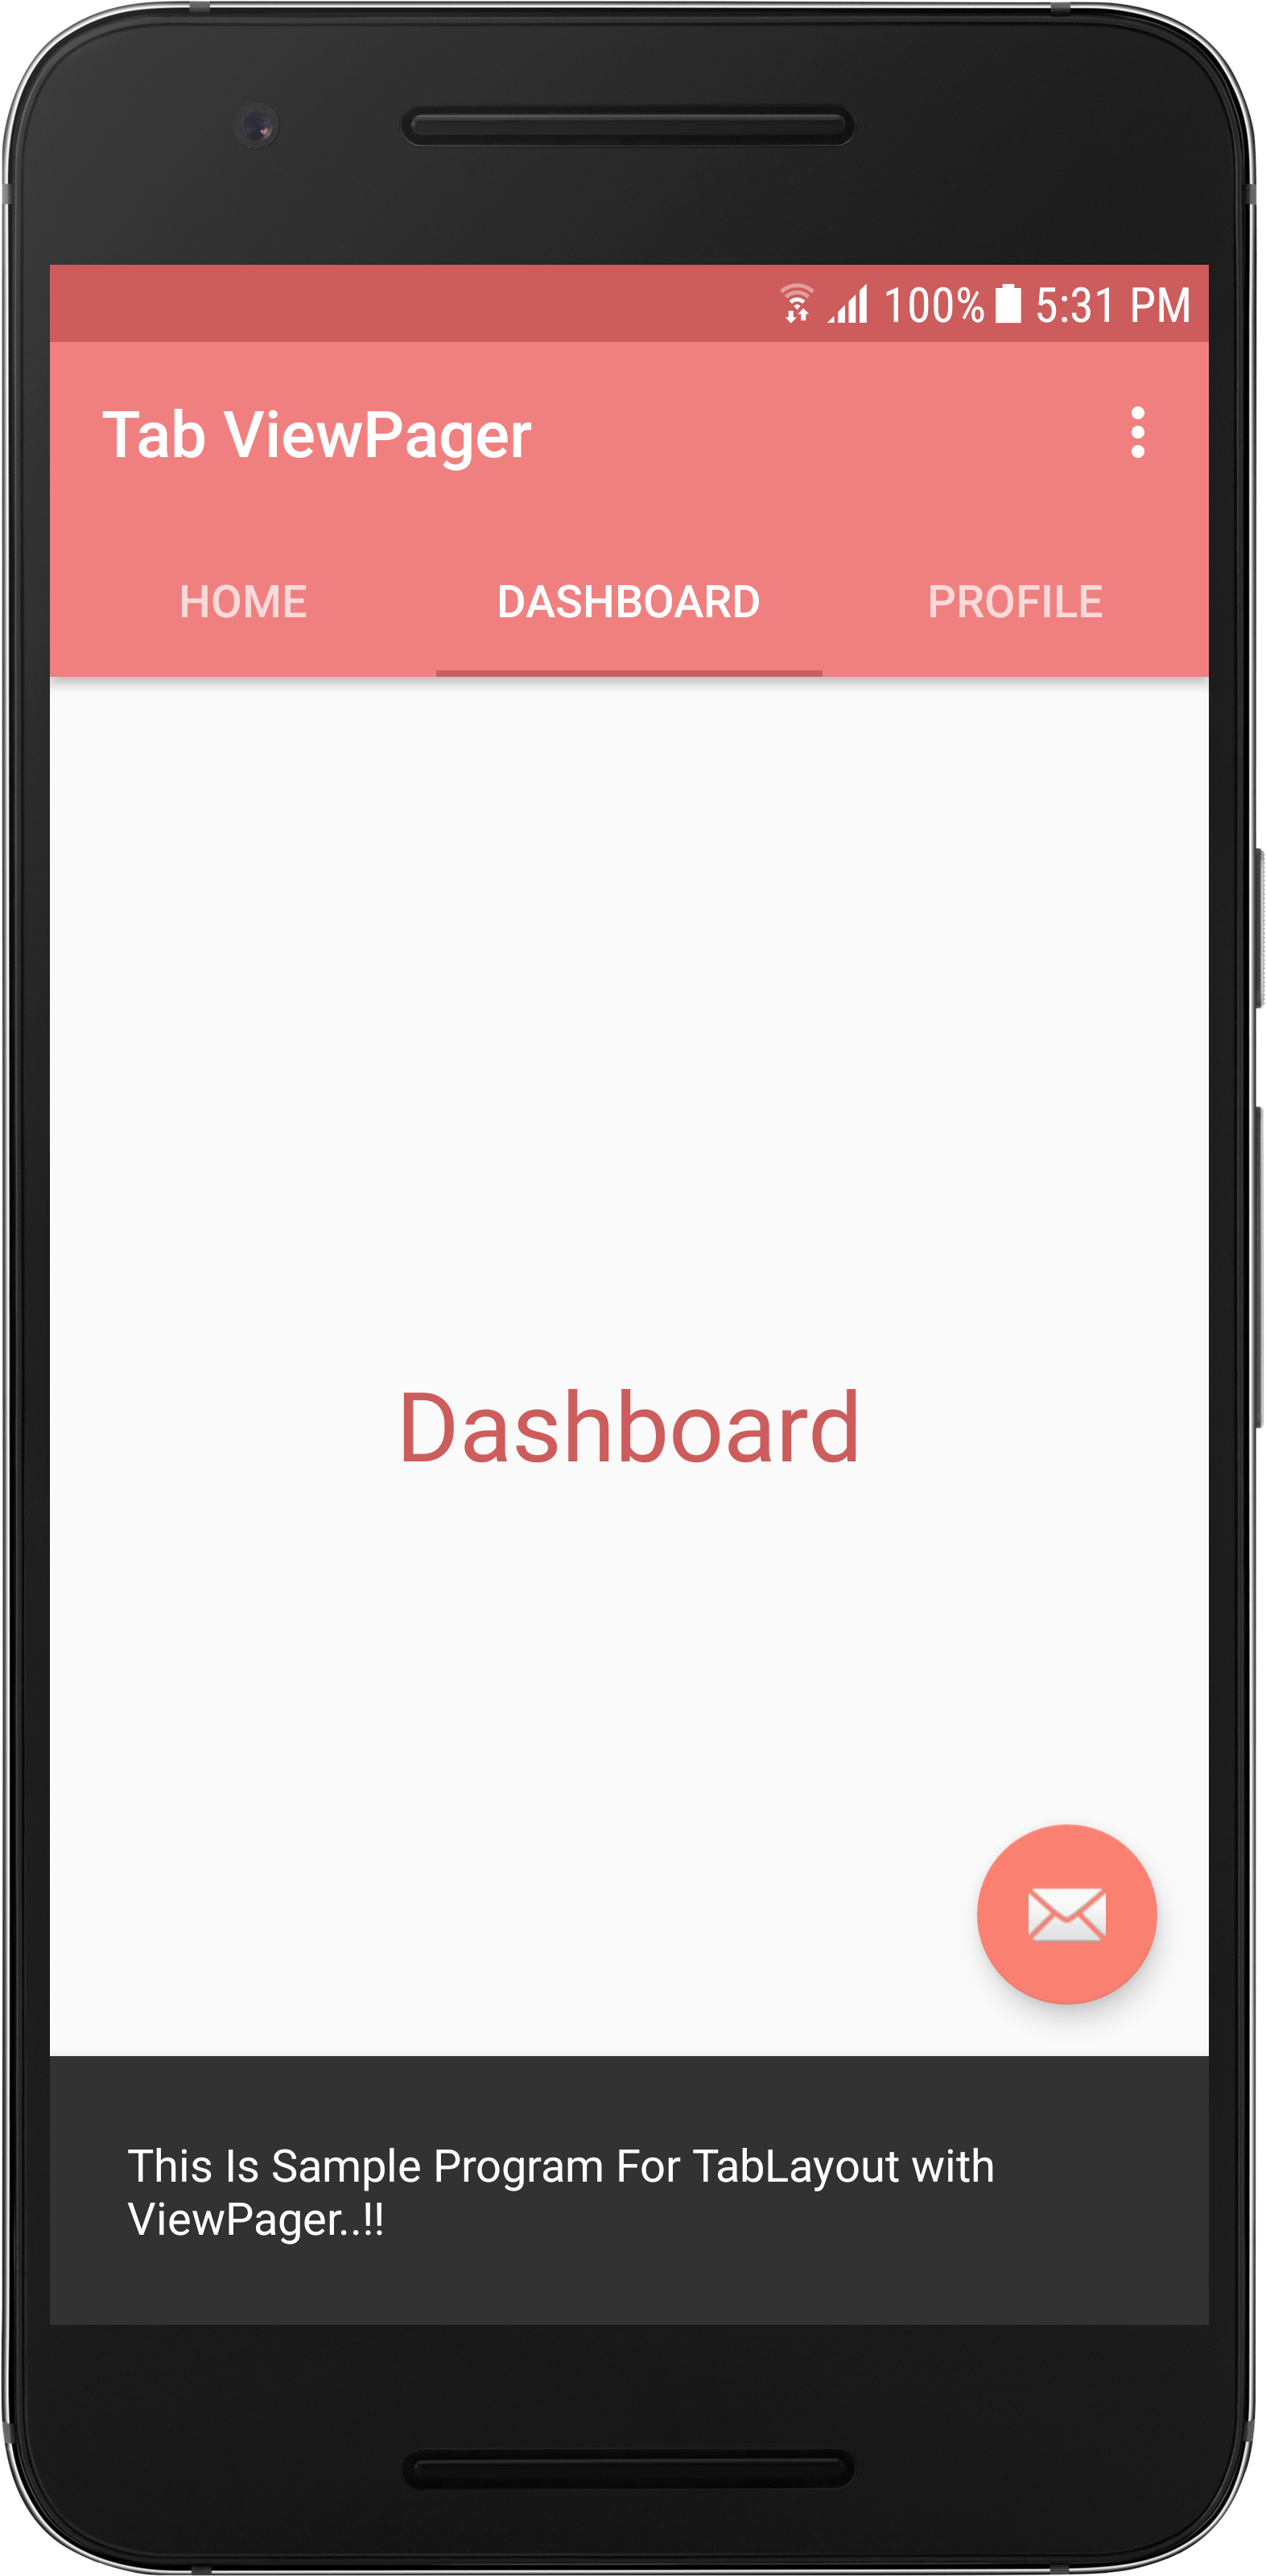 100% 5:31 PM
Tab ViewPager
HOME DASHBOARD PROFILE
Dashboard
This Is Sample Program For TabLayout with
ViewPager..!!